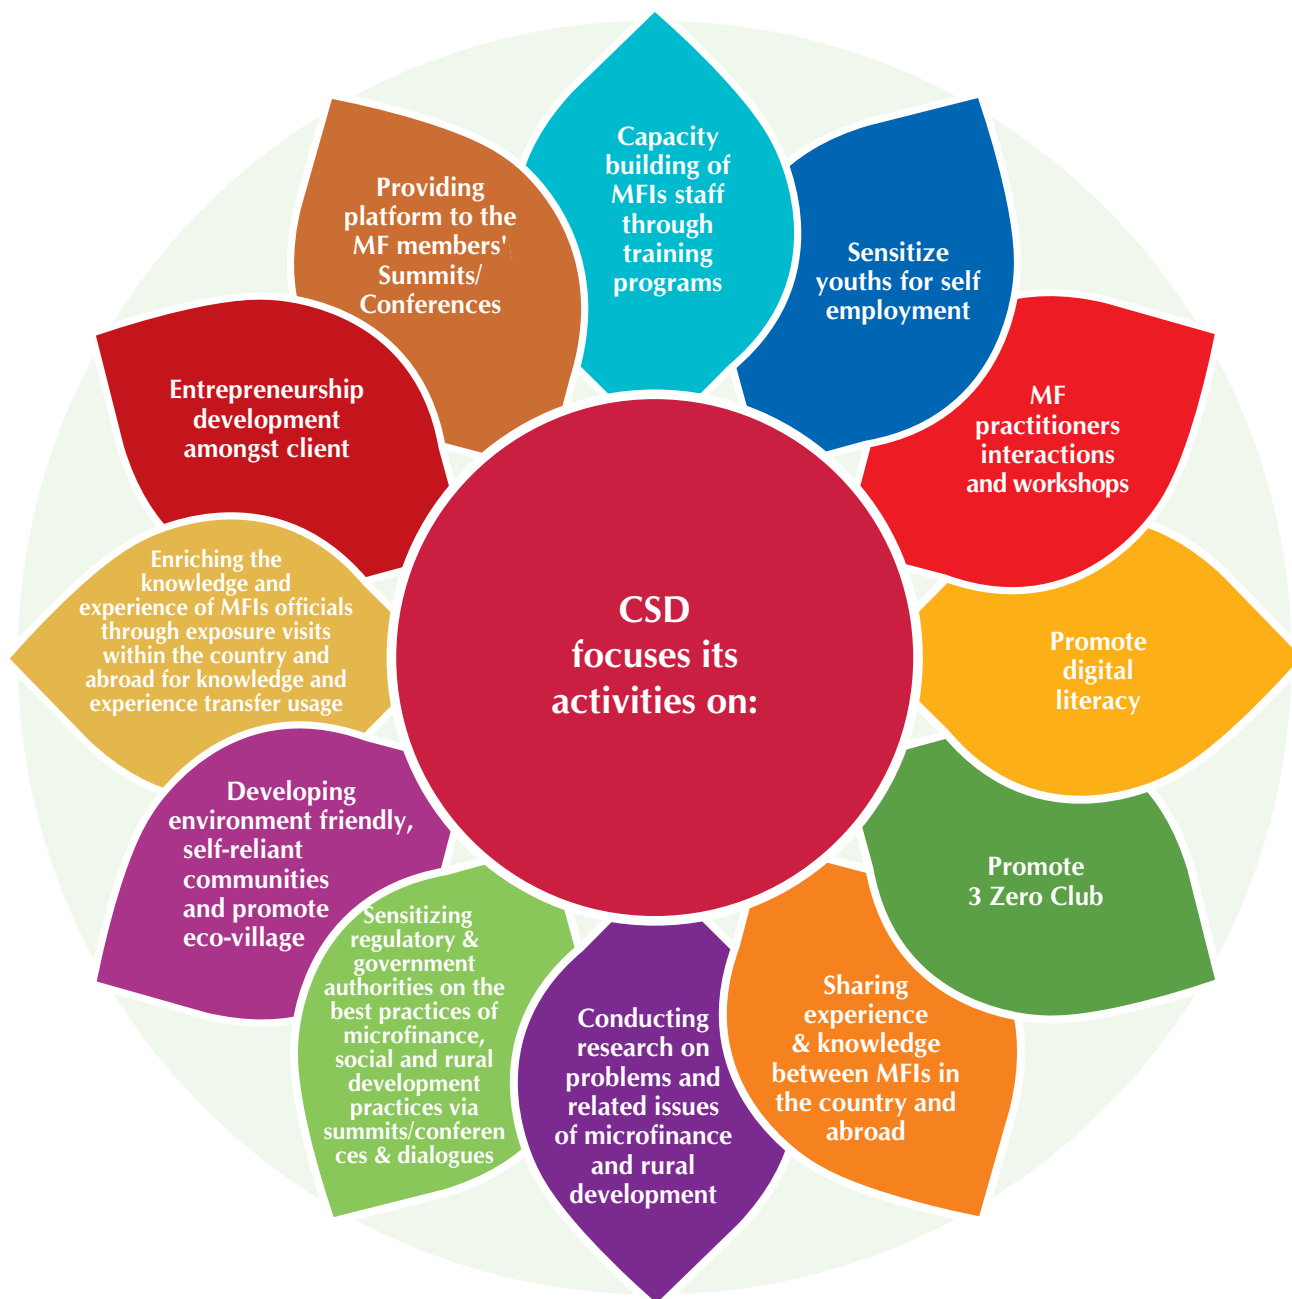 CSD
focuses its
activities on:
Capacity
building of
MFIs staff
through
training
programs
Sensitize
youths for self
employment
MF
practitioners
interactions
and workshops
Promote
digital
literacy
Promote
3 Zero Club
Sharing
experience
& knowledge
between MFIs in
the country and
abroad
Conducting
research on
problems and
related issues
of microfinance
and rural
development
Sensitizing
regulatory &
government
authorities on the
best practices of
microfinance,
social and rural
development
practices via
summits/conferen
ces & dialogues
Developing
environment friendly,
self-reliant
communities
and promote
eco-village
Enriching the
knowledge and
experience of MFIs officials
through exposure visits
within the country and
abroad for knowledge and
experience transfer usage
Entrepreneurship
development
amongst client
Providing
platform to the
MF members'
Summits/
Conferences